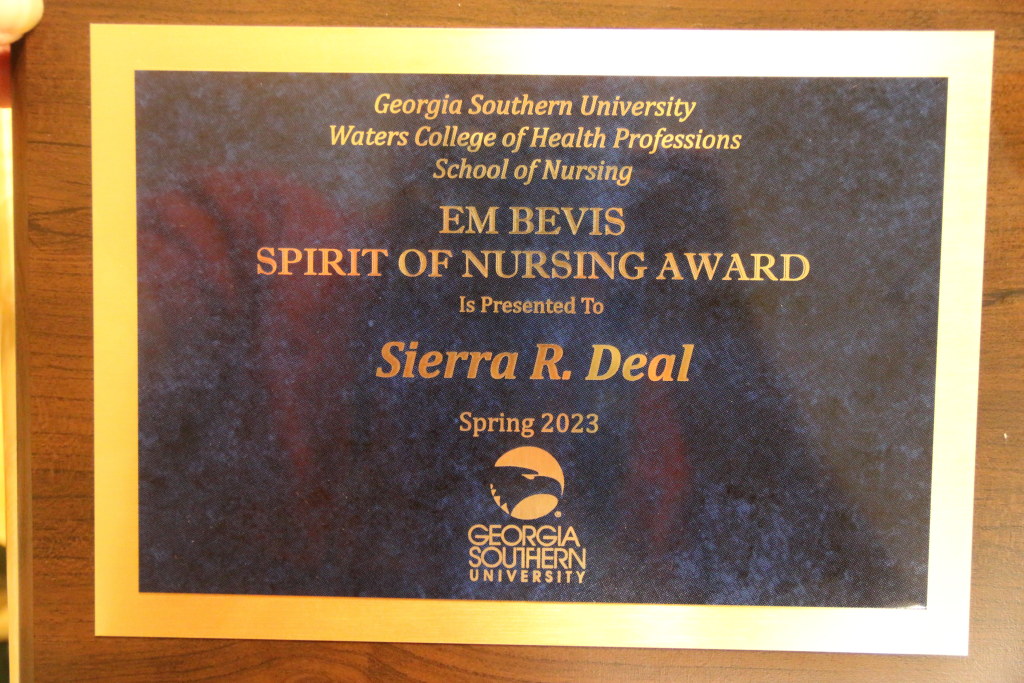 Georgia Southern University
Waters College of Health Professions
School of Nursing
EM BEVIS
SPIRIT OF NURSING AWARD
Is Presented To
Sierra R. Deal
Spring 2023
GEORGIA
SOUTHERN
UNIVERSITY